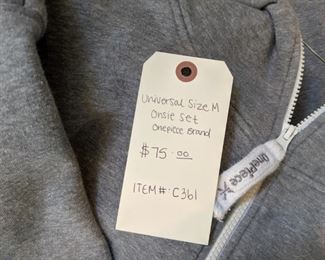 Universal Size M
Onsie Set
Onepiece Brand
$75.00
ITEM#: C361
OnePiece